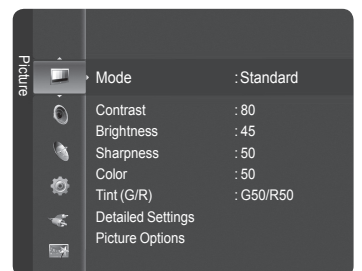 Picture
Mode : Standard
Contrast : 80
Brightness : 45
Sharpness : 50
Color : 50
Tint (G/R) : G50/R50
Detailed Settings
Picture Options